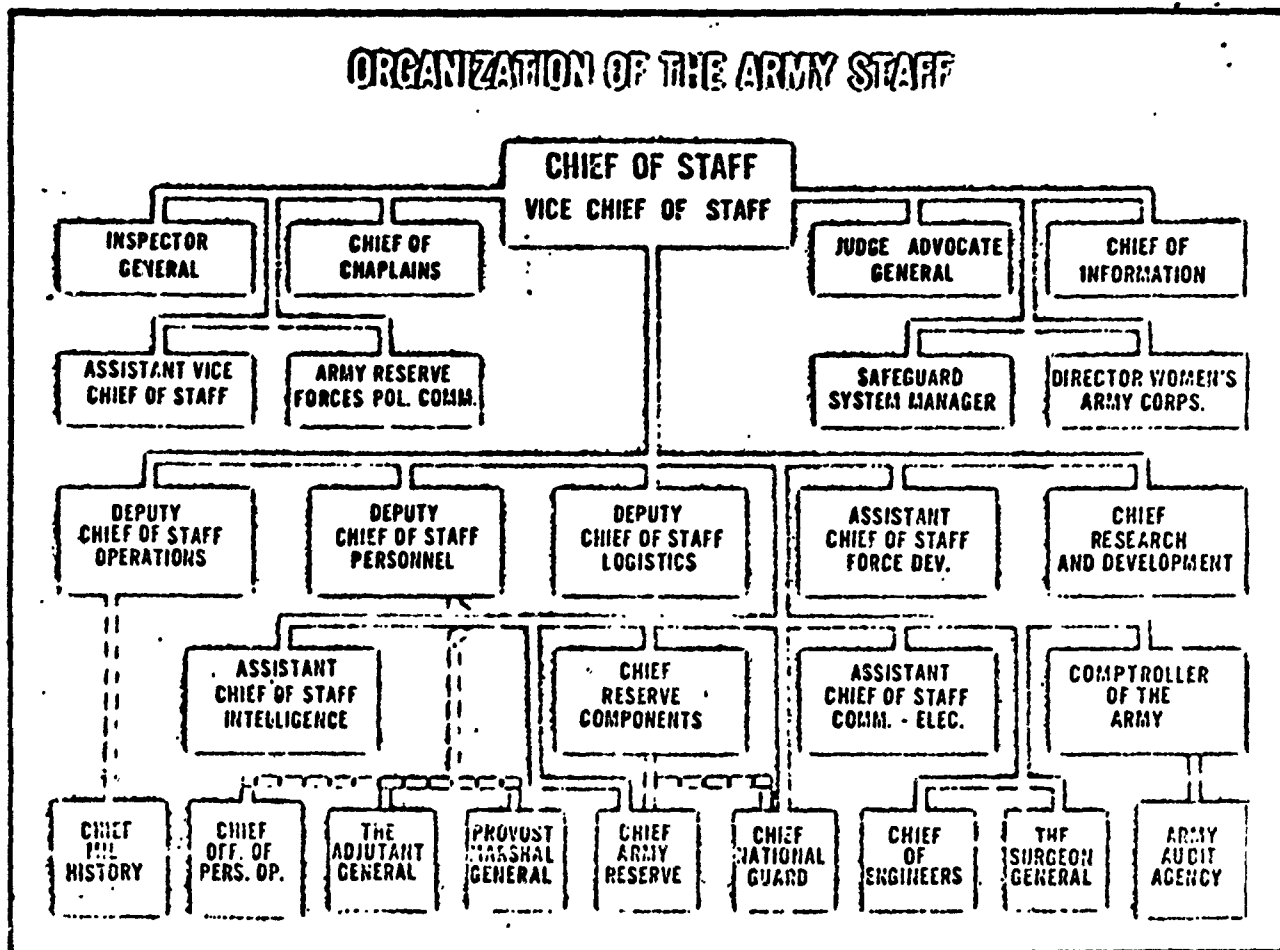 ORGANIZATION OF THE ARMY STAFF
CHIEF OF STAFF
VICE CHIEF OF STAFF
INSPECTOR
GENERAL
CHIEF OF
CHAPLAINS
JUDGE ADVOCATE
GENERAL
CHIEF OF
INFORMATION
ASSISTANT VICE
CHIEF OF STAFF
ARMY RESERVE
FORCES POL. COMM.
SAFEGUARD
SYSTEM MANAGER
DIRECTOR WOMEN'S
ARMY CORPS.
DEPUTY
CHIEF OF STAFF
OPERATIONS
DEPUTY
CHIEF OF STAFF
PERSONNEL
DEPUTY
CHIEF OF STAFF
LOGISTICS
ASSISTANT
CHIEF OF STAFF
FORCE DEV.
CHIEF
RESEARCH
AND DEVELOPMENT
ASSISTANT
CHIEF OF STAFF
INTELLIGENCE
CHIEF
RESERVE
COMPONENTS
ASSISTANT
CHIEF OF STAFF
COMM. - ELEC.
COMPTROLLER
OF THE
ARMY
CHIEF
MIL
HISTORY
CHIEF
OFF. OF
PERS. OP.
THE
ADJUTANT
GENERAL
PROVOST
MARSHAL
GENERAL
CHIEF
ARMY
RESERVE
CHIEF
NATIONAL
GUARD
CHIEF
OF
ENGINEERS
THE
SURGEON
GENERAL
ARMY
AUDIT
AGENCY